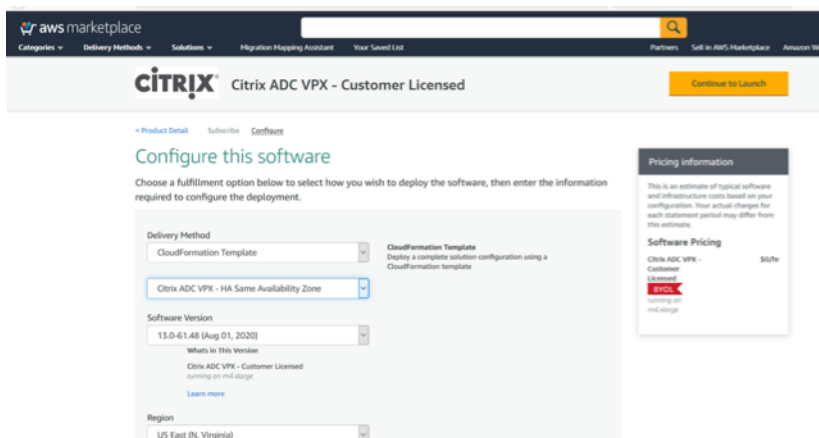 aws marketplace
Categories Delivery Methods Solutions Migration Mapping Assistant Your Saved List Partners Sell in AWS Marketplace Amazon W
CİTRIX Citrix ADC VPX - Customer Licensed Continue to Launch
< Product Detail Subscribe Configure
Configure this software
Choose a fulfillment option below to select how you wish to deploy the software, then enter the information
required to configure the deployment.
Delivery Method
CloudFormation Template
CloudFormation Template
Deploy a complete solution configuration using a
CloudFormation template
Citrix ADC VPX - HA Same Availability Zone
Software Version
13.0-61.48 (Aug 01, 2020)
Whats in This Version
Citrix ADC VPX - Customer Licensed
running on m4.xlarge
Learn more
Region
US East (N. Virginia)
Pricing information
This is an estimate of typical software
and infrastructure costs based on your
configuration. Your actual charges for
each statement period may differ from
this estimate.
Software Pricing
Citrix ADC VPX - $0/hr
Customer
Licensed
BYOL
running on
m4.xlarge